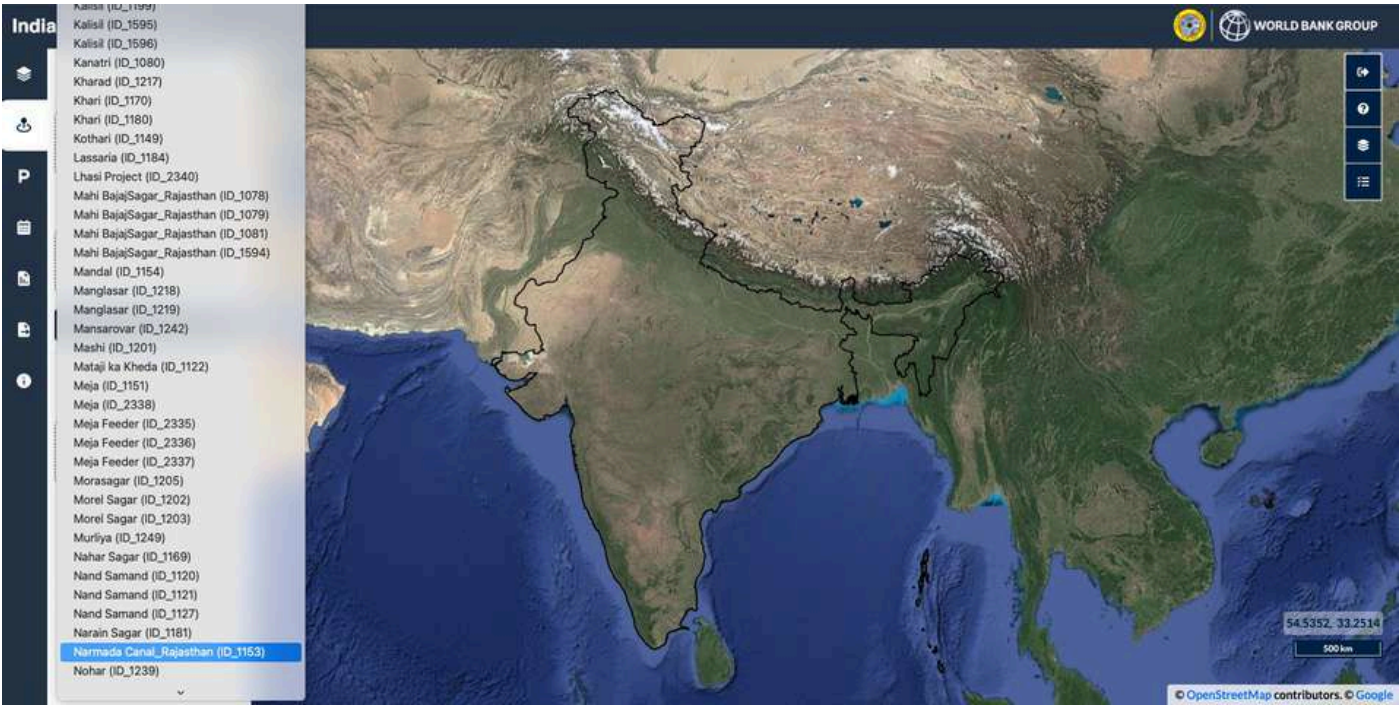 India
Kalisil (ID_1199)
Kalisil (ID_1595)
Kalisil (ID_1596)
Kanatri (ID_1080)
Kharad (ID_1217)
Khari (ID_1170)
Khari (ID_1180)
Kothari (ID_1149)
Lassaria (ID_1184)
Lhasi Project (ID_2340)
Mahi BajajSagar_Rajasthan (ID_1078)
Mahi BajajSagar_Rajasthan (ID_1079)
Mahi BajajSagar_Rajasthan (ID_1081)
Mahi BajajSagar_Rajasthan (ID_1594)
Mandal (ID_1154)
Manglasar (ID_1218)
Manglasar (ID_1219)
Mansarovar (ID_1242)
Mashi (ID_1201)
Mataji ka Kheda (ID_1122)
Meja (ID_1151)
Meja (ID_2338)
Meja Feeder (ID_2335)
Meja Feeder (ID_2336)
Meja Feeder (ID_2337)
Morasagar (ID_1205)
Morel Sagar (ID_1202)
Morel Sagar (ID_1203)
Murliya (ID_1249)
Nahar Sagar (ID_1169)
Nand Samand (ID_1120)
Nand Samand (ID_1121)
Nand Samand (ID_1127)
Narain Sagar (ID_1181)
Narmada Canal_Rajasthan (ID_1153)
Nohar (ID_1239)
P
WORLD BANK GROUP
54.5352, 33.2514
500 km
© OpenStreetMap contributors. © Google